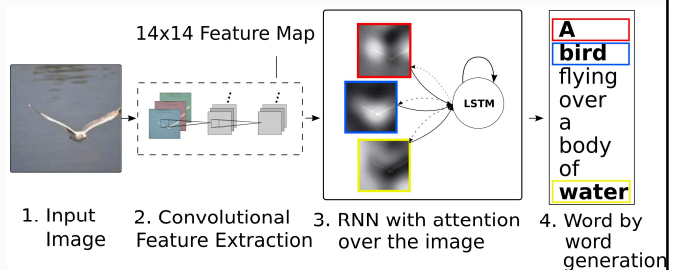 14x14 Feature Map
LSTM
A
bird
flying
over
a
body
of
water
1. Input
Image
2. Convolutional
Feature Extraction
3. RNN with attention
over the image
4. Word by
word
generation